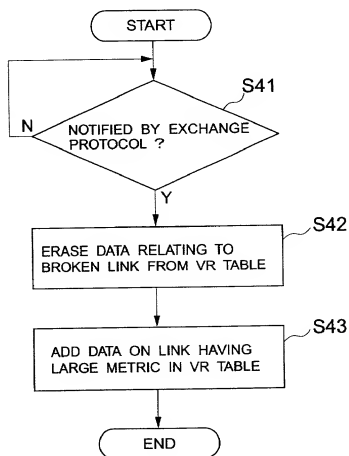 START
S41
N
NOTIFIED BY EXCHANGE
PROTOCOL ?
Y
S42
ERASE DATA RELATING TO
BROKEN LINK FROM VR TABLE
S43
ADD DATA ON LINK HAVING
LARGE METRIC IN VR TABLE
END